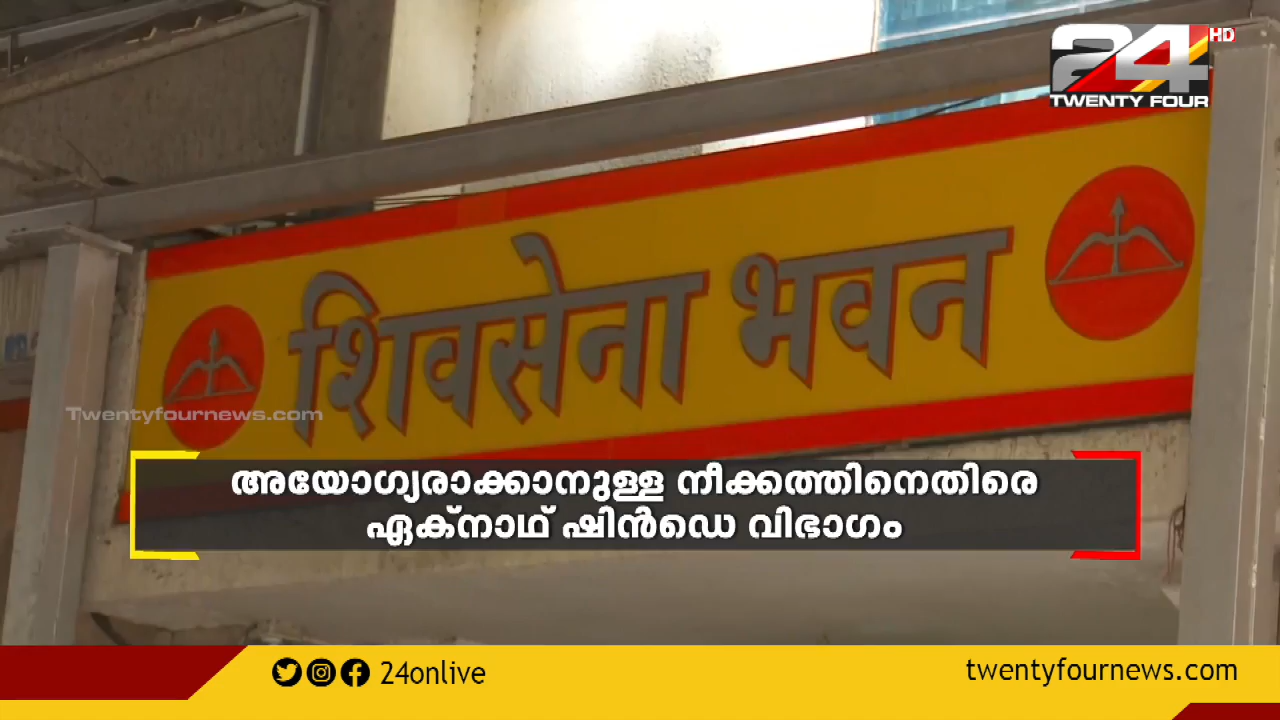 24 HD
TWENTY FOUR
शिवसेना भवन
Twentyfournews.com
അയോഗ്യരാക്കാനുള്ള നീക്കത്തിനെതിരെ
ഏക്നാഥ് ഷിൻഡെ വിഭാഗം
24onlive
twentyfournews.com